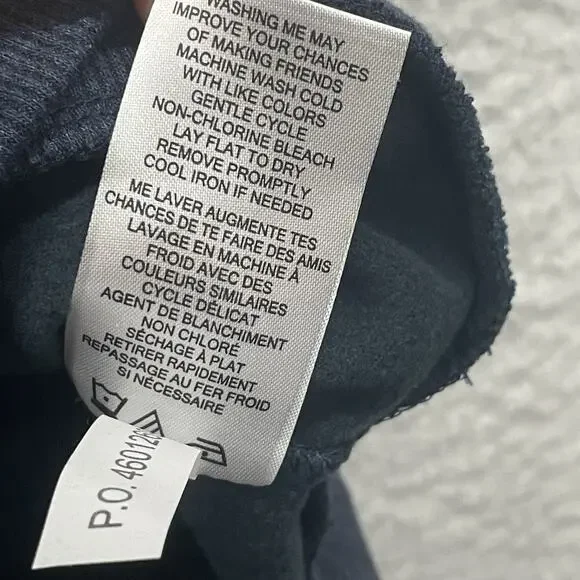 WASHING ME MAY
IMPROVE YOUR CHANCES
OF MAKING FRIENDS
MACHINE WASH COLD
WITH LIKE COLORS
GENTLE CYCLE
NON-CHLORINE BLEACH
LAY FLAT TO DRY
REMOVE PROMPTLY
COOL IRON IF NEEDED
ME LAVER AUGMENTE TES
CHANCES DE TE FAIRE DES AMIS
LAVAGE EN MACHINE À
FROID AVEC DES
COULEURS SIMILAIRES
CYCLE DÉLICAT
AGENT DE BLANCHIMENT
NON CHLORÉ
SÉCHAGE À PLAT
RETIRER RAPIDEMENT
REPASSAGE AU FER FROID
SI NÉCESSAIRE
P.O.